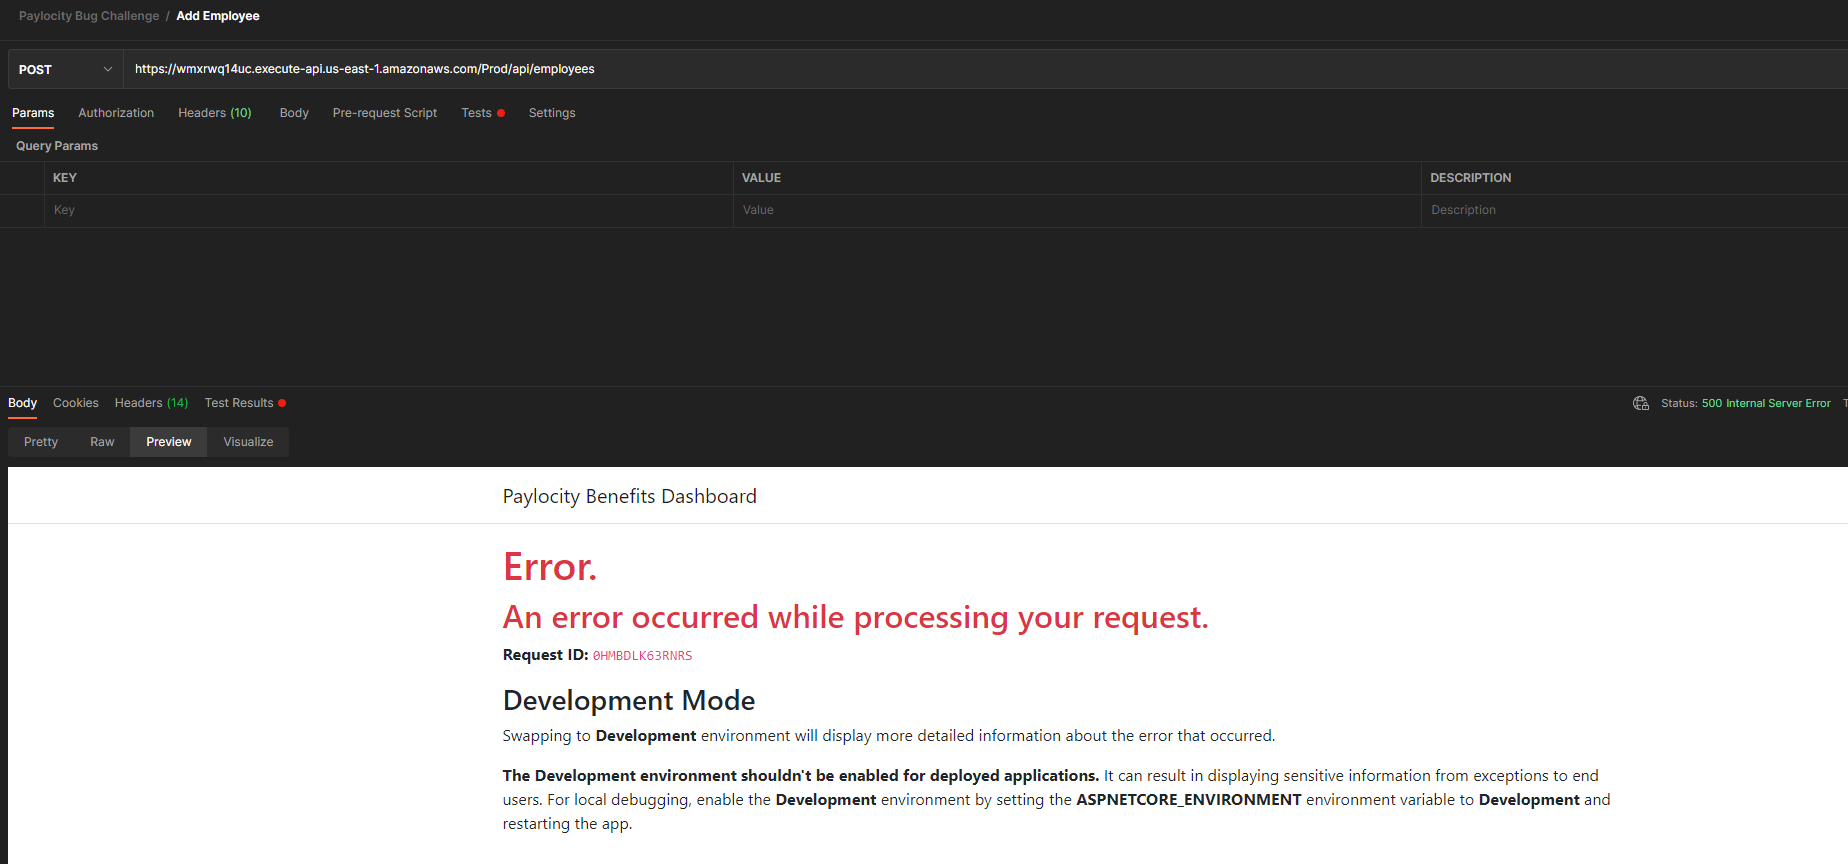 Paylocity Bug Challenge / Add Employee
POST https://wmxrwq14uc.execute-api.us-east-1.amazonaws.com/Prod/api/employees
Params Authorization Headers (10) Body Pre-request Script Tests Settings
Query Params
KEY VALUE DESCRIPTION
Key Value Description
Body Cookies Headers (14) Test Results Status: 500 Internal Server Error
Pretty Raw Preview Visualize
Paylocity Benefits Dashboard
Error.
An error occurred while processing your request.
Request ID: 0HMBDLK63RNRS
Development Mode
Swapping to Development environment will display more detailed information about the error that occurred.
The Development environment shouldn't be enabled for deployed applications. It can result in displaying sensitive information from exceptions to end
users. For local debugging, enable the Development environment by setting the ASPNETCORE_ENVIRONMENT environment variable to Development and
restarting the app.